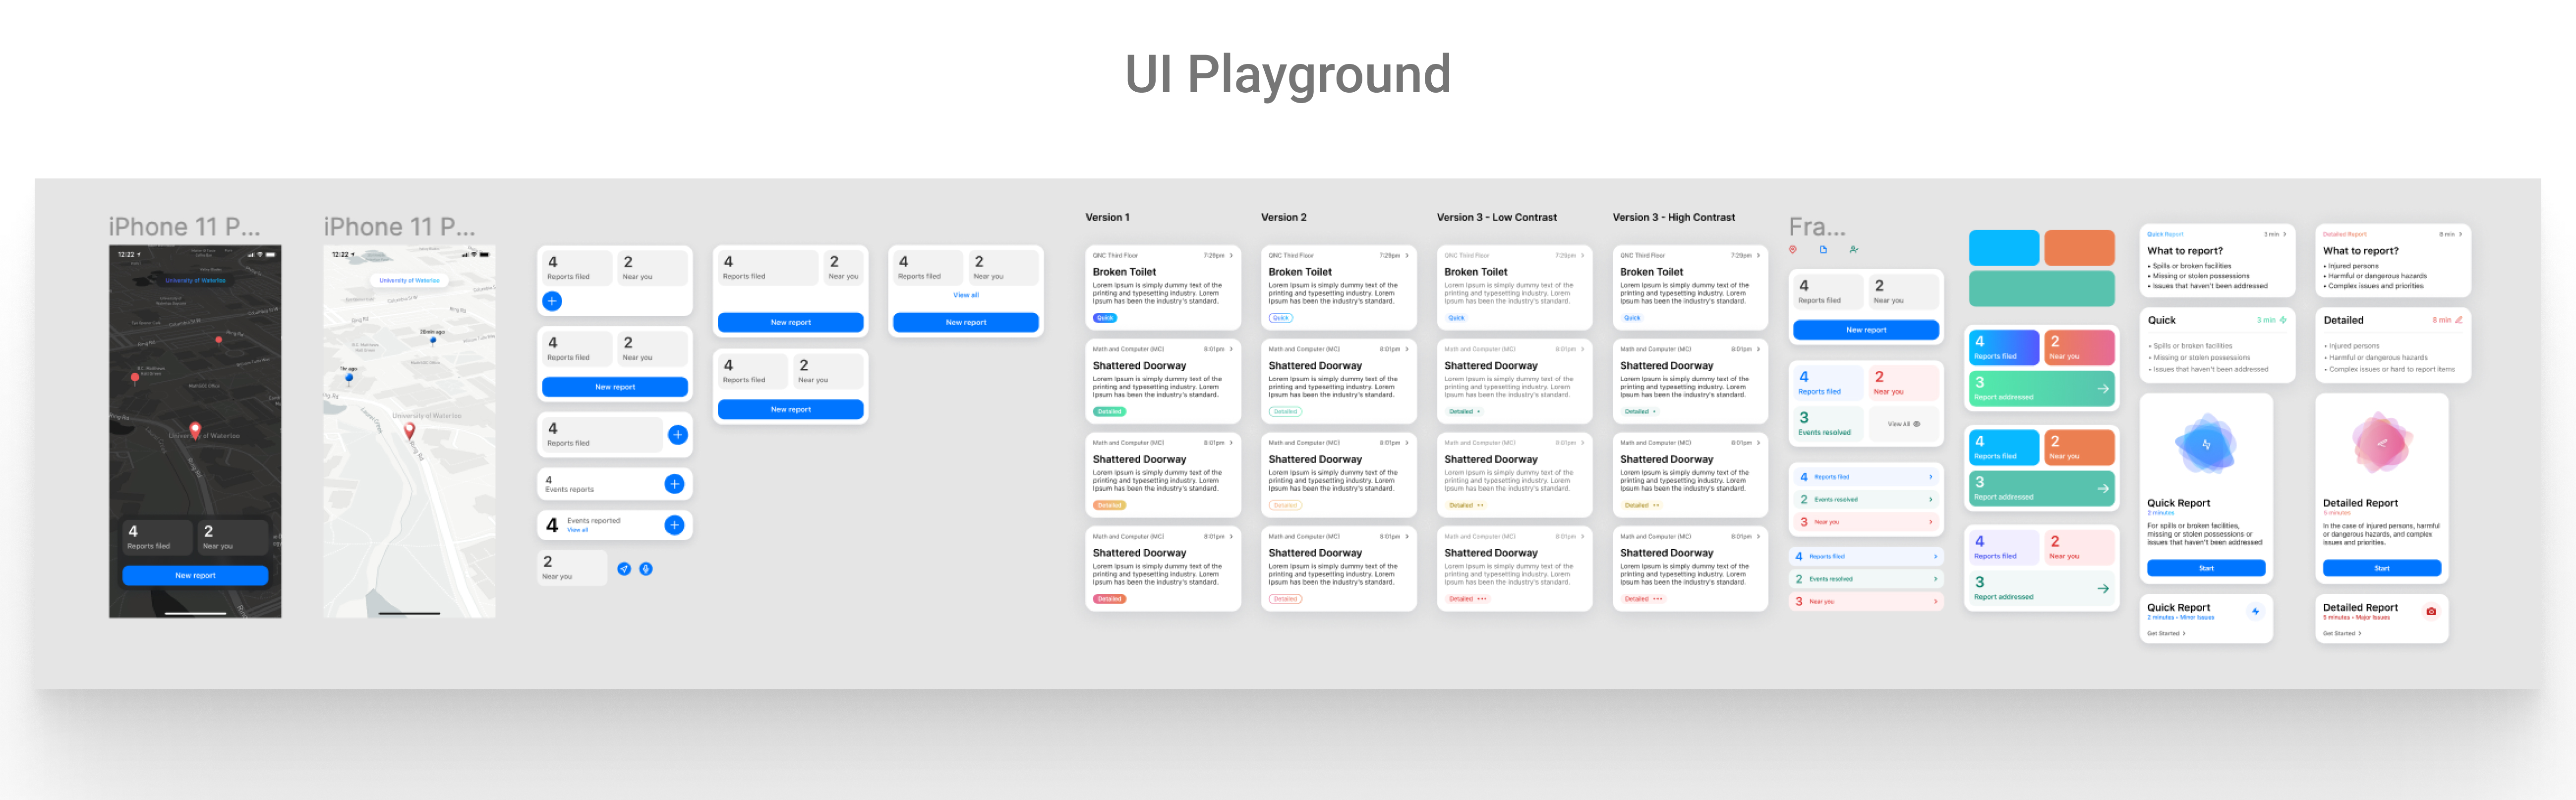 UI Playground
iPhone 11 P...
12:22
University of Waterloo
University of Waterloo
Ring Rd
4
Reports filed
2
Near you
New report
iPhone 11 P...
12:22
University of Waterloo
28min ago
1hr ago
University of Waterloo
Ring Rd
4
Reports filed
2
Near you
4
Reports filed
2
Near you
New report
4
Reports filed
4
Events reports
4
Events reported
View all
2
Near you
4
Reports filed
2
Near you
New report
4
Reports filed
2
Near you
New report
4
Reports filed
2
Near you
View all
New report
Version 1
QNC Third Floor 7:29pm
Broken Toilet
Lorem Ipsum is simply dummy text of the
printing and typesetting industry. Lorem
Ipsum has been the industry's standard.
Quick
Math and Computer (MC) 8:01pm
Shattered Doorway
Lorem Ipsum is simply dummy text of the
printing and typesetting industry. Lorem
Ipsum has been the industry's standard.
Detailed
Math and Computer (MC) 8:01pm
Shattered Doorway
Lorem Ipsum is simply dummy text of the
printing and typesetting industry. Lorem
Ipsum has been the industry's standard.
Detailed
Math and Computer (MC) 8:01pm
Shattered Doorway
Lorem Ipsum is simply dummy text of the
printing and typesetting industry. Lorem
Ipsum has been the industry's standard.
Detailed
Version 2
QNC Third Floor 7:29pm
Broken Toilet
Lorem Ipsum is simply dummy text of the
printing and typesetting industry. Lorem
Ipsum has been the industry's standard.
Quick
Math and Computer (MC) 8:01pm
Shattered Doorway
Lorem Ipsum is simply dummy text of the
printing and typesetting industry. Lorem
Ipsum has been the industry's standard.
Detailed
Math and Computer (MC) 8:01pm
Shattered Doorway
Lorem Ipsum is simply dummy text of the
printing and typesetting industry. Lorem
Ipsum has been the industry's standard.
Detailed
Math and Computer (MC) 8:01pm
Shattered Doorway
Lorem Ipsum is simply dummy text of the
printing and typesetting industry. Lorem
Ipsum has been the industry's standard.
Detailed
Version 3 - Low Contrast
QNC Third Floor 7:29pm
Broken Toilet
Lorem Ipsum is simply dummy text of the
printing and typesetting industry. Lorem
Ipsum has been the industry's standard.
Quick
Math and Computer (MC) 8:01pm
Shattered Doorway
Lorem Ipsum is simply dummy text of the
printing and typesetting industry. Lorem
Ipsum has been the industry's standard.
Detailed •
Math and Computer (MC) 8:01pm
Shattered Doorway
Lorem Ipsum is simply dummy text of the
printing and typesetting industry. Lorem
Ipsum has been the industry's standard.
Detailed ••
Math and Computer (MC) 8:01pm
Shattered Doorway
Lorem Ipsum is simply dummy text of the
printing and typesetting industry. Lorem
Ipsum has been the industry's standard.
Detailed •••
Version 3 - High Contrast
QNC Third Floor 7:29pm
Broken Toilet
Lorem Ipsum is simply dummy text of the
printing and typesetting industry. Lorem
Ipsum has been the industry's standard.
Quick
Math and Computer (MC) 8:01pm
Shattered Doorway
Lorem Ipsum is simply dummy text of the
printing and typesetting industry. Lorem
Ipsum has been the industry's standard.
Detailed •
Math and Computer (MC) 8:01pm
Shattered Doorway
Lorem Ipsum is simply dummy text of the
printing and typesetting industry. Lorem
Ipsum has been the industry's standard.
Detailed ••
Math and Computer (MC) 8:01pm
Shattered Doorway
Lorem Ipsum is simply dummy text of the
printing and typesetting industry. Lorem
Ipsum has been the industry's standard.
Detailed •••
Fra...
4
Reports filed
2
Near you
New report
4
Reports filed
2
Near you
3
Events resolved
View All
4 Reports filed
2 Events resolved
3 Near you
4 Reports filed
2 Events resolved
3 Near you
4
Reports filed
2
Near you
3
Report addressed
4
Reports filed
2
Near you
3
Report addressed
4
Reports filed
2
Near you
3
Report addressed
Quick Report 3 min
What to report?
• Spills or broken facilities
• Missing or stolen possessions
• Issues that haven't been addressed
Quick 3 min
• Spills or broken facilities
• Missing or stolen possessions
• Issues that haven't been addressed
Quick Report
2 minutes
For spills or broken facilities,
missing or stolen possessions or
issues that haven't been addressed
Start
Quick Report
2 minutes • Minor Issues
Get Started
Detailed Report 8 min
What to report?
• Injured persons
• Harmful or dangerous hazards
• Complex issues and priorities
Detailed 8 min
• Injured persons
• Harmful or dangerous hazards
• Complex issues or hard to report items
Detailed Report
5 minutes
In the case of injured persons, harmful
or dangerous hazards, and complex
issues and priorities.
Start
Detailed Report
5 minutes • Major Issues
Get Started